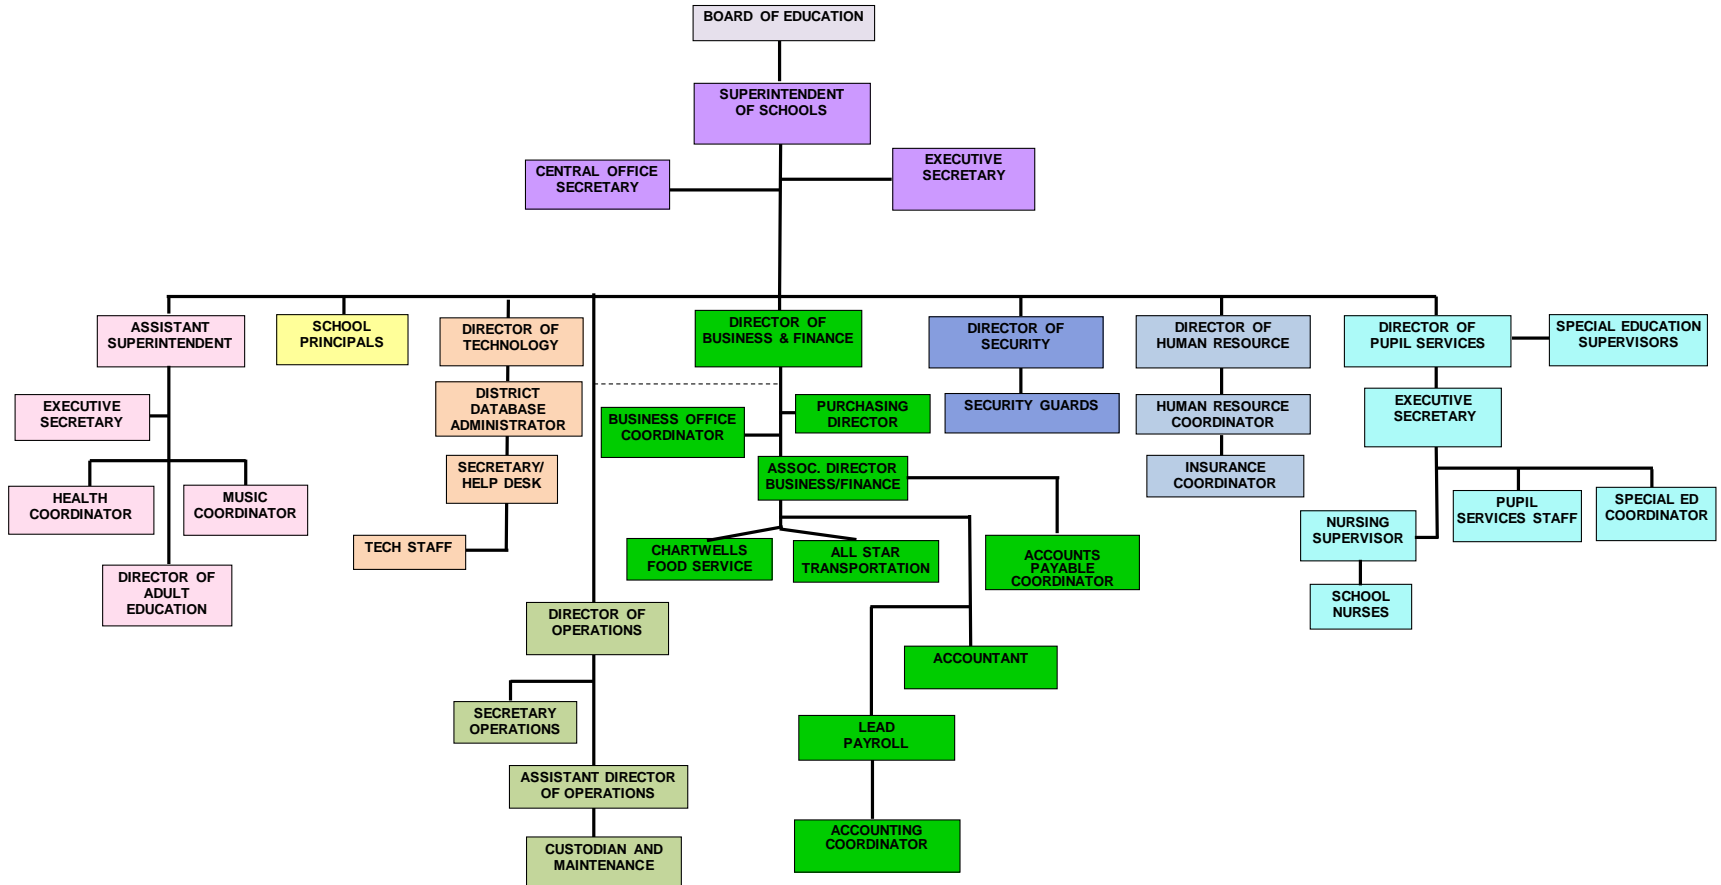 BOARD OF EDUCATION
SUPERINTENDENT
OF SCHOOLS
CENTRAL OFFICE
SECRETARY
EXECUTIVE
SECRETARY
ASSISTANT
SUPERINTENDENT
SCHOOL
PRINCIPALS
DIRECTOR OF
TECHNOLOGY
DIRECTOR OF
BUSINESS & FINANCE
DIRECTOR OF
SECURITY
DIRECTOR OF
HUMAN RESOURCE
DIRECTOR OF
PUPIL SERVICES
SPECIAL EDUCATION
SUPERVISORS
EXECUTIVE
SECRETARY
DISTRICT
DATABASE
ADMINISTRATOR
BUSINESS OFFICE
COORDINATOR
PURCHASING
DIRECTOR
SECURITY GUARDS
HUMAN RESOURCE
COORDINATOR
EXECUTIVE
SECRETARY
HEALTH
COORDINATOR
MUSIC
COORDINATOR
SECRETARY/
HELP DESK
ASSOC. DIRECTOR
BUSINESS/FINANCE
INSURANCE
COORDINATOR
NURSING
SUPERVISOR
PUPIL
SERVICES STAFF
SPECIAL ED
COORDINATOR
TECH STAFF
CHARTWELLS
FOOD SERVICE
ALL STAR
TRANSPORTATION
ACCOUNTS
PAYABLE
COORDINATOR
DIRECTOR OF
ADULT
EDUCATION
SCHOOL
NURSES
DIRECTOR OF
OPERATIONS
ACCOUNTANT
SECRETARY
OPERATIONS
LEAD
PAYROLL
ASSISTANT DIRECTOR
OF OPERATIONS
ACCOUNTING
COORDINATOR
CUSTODIAN AND
MAINTENANCE